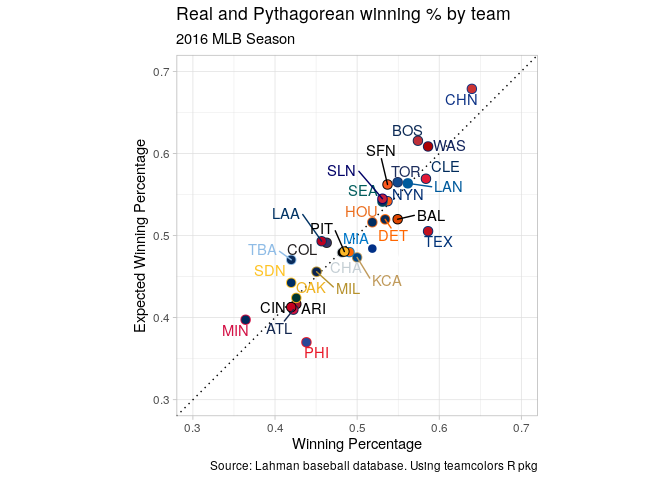 Real and Pythagorean winning % by team
2016 MLB Season
0.7
CHN
BOS
WAS
SFN
0.6
TOR
CLE
SLN
LAN
SEA
NYN
HOU
BAL
LAA
PIT
DET
MIA
TEX
0.5
TBA
COL
CHA
SDN
KCA
OAK
MIL
CIN
ARI
0.4
MIN
ATL
PHI
0.3
Expected Winning Percentage
0.3 0.4 0.5 0.6 0.7
Winning Percentage
Source: Lahman baseball database. Using teamcolors R pkg